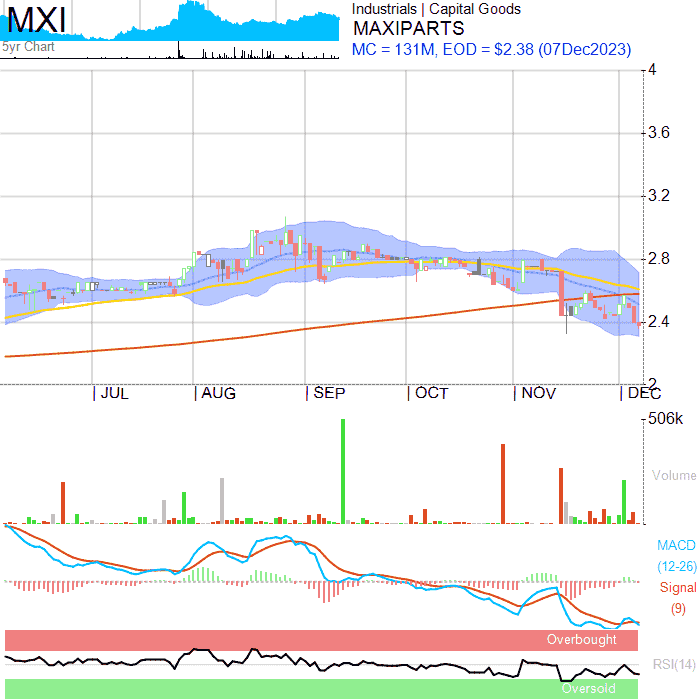 MXI
5yr Chart
Industrials | Capital Goods
MAXIPARTS
MC = 131M, EOD = $2.38 (07Dec2023)
4
3.6
3.2
2.8
2.4
2
JUL AUG SEP OCT NOV DEC
506k
Volume
MACD
(12-26)
Signal
(9)
Overbought
RSI(14)
Oversold